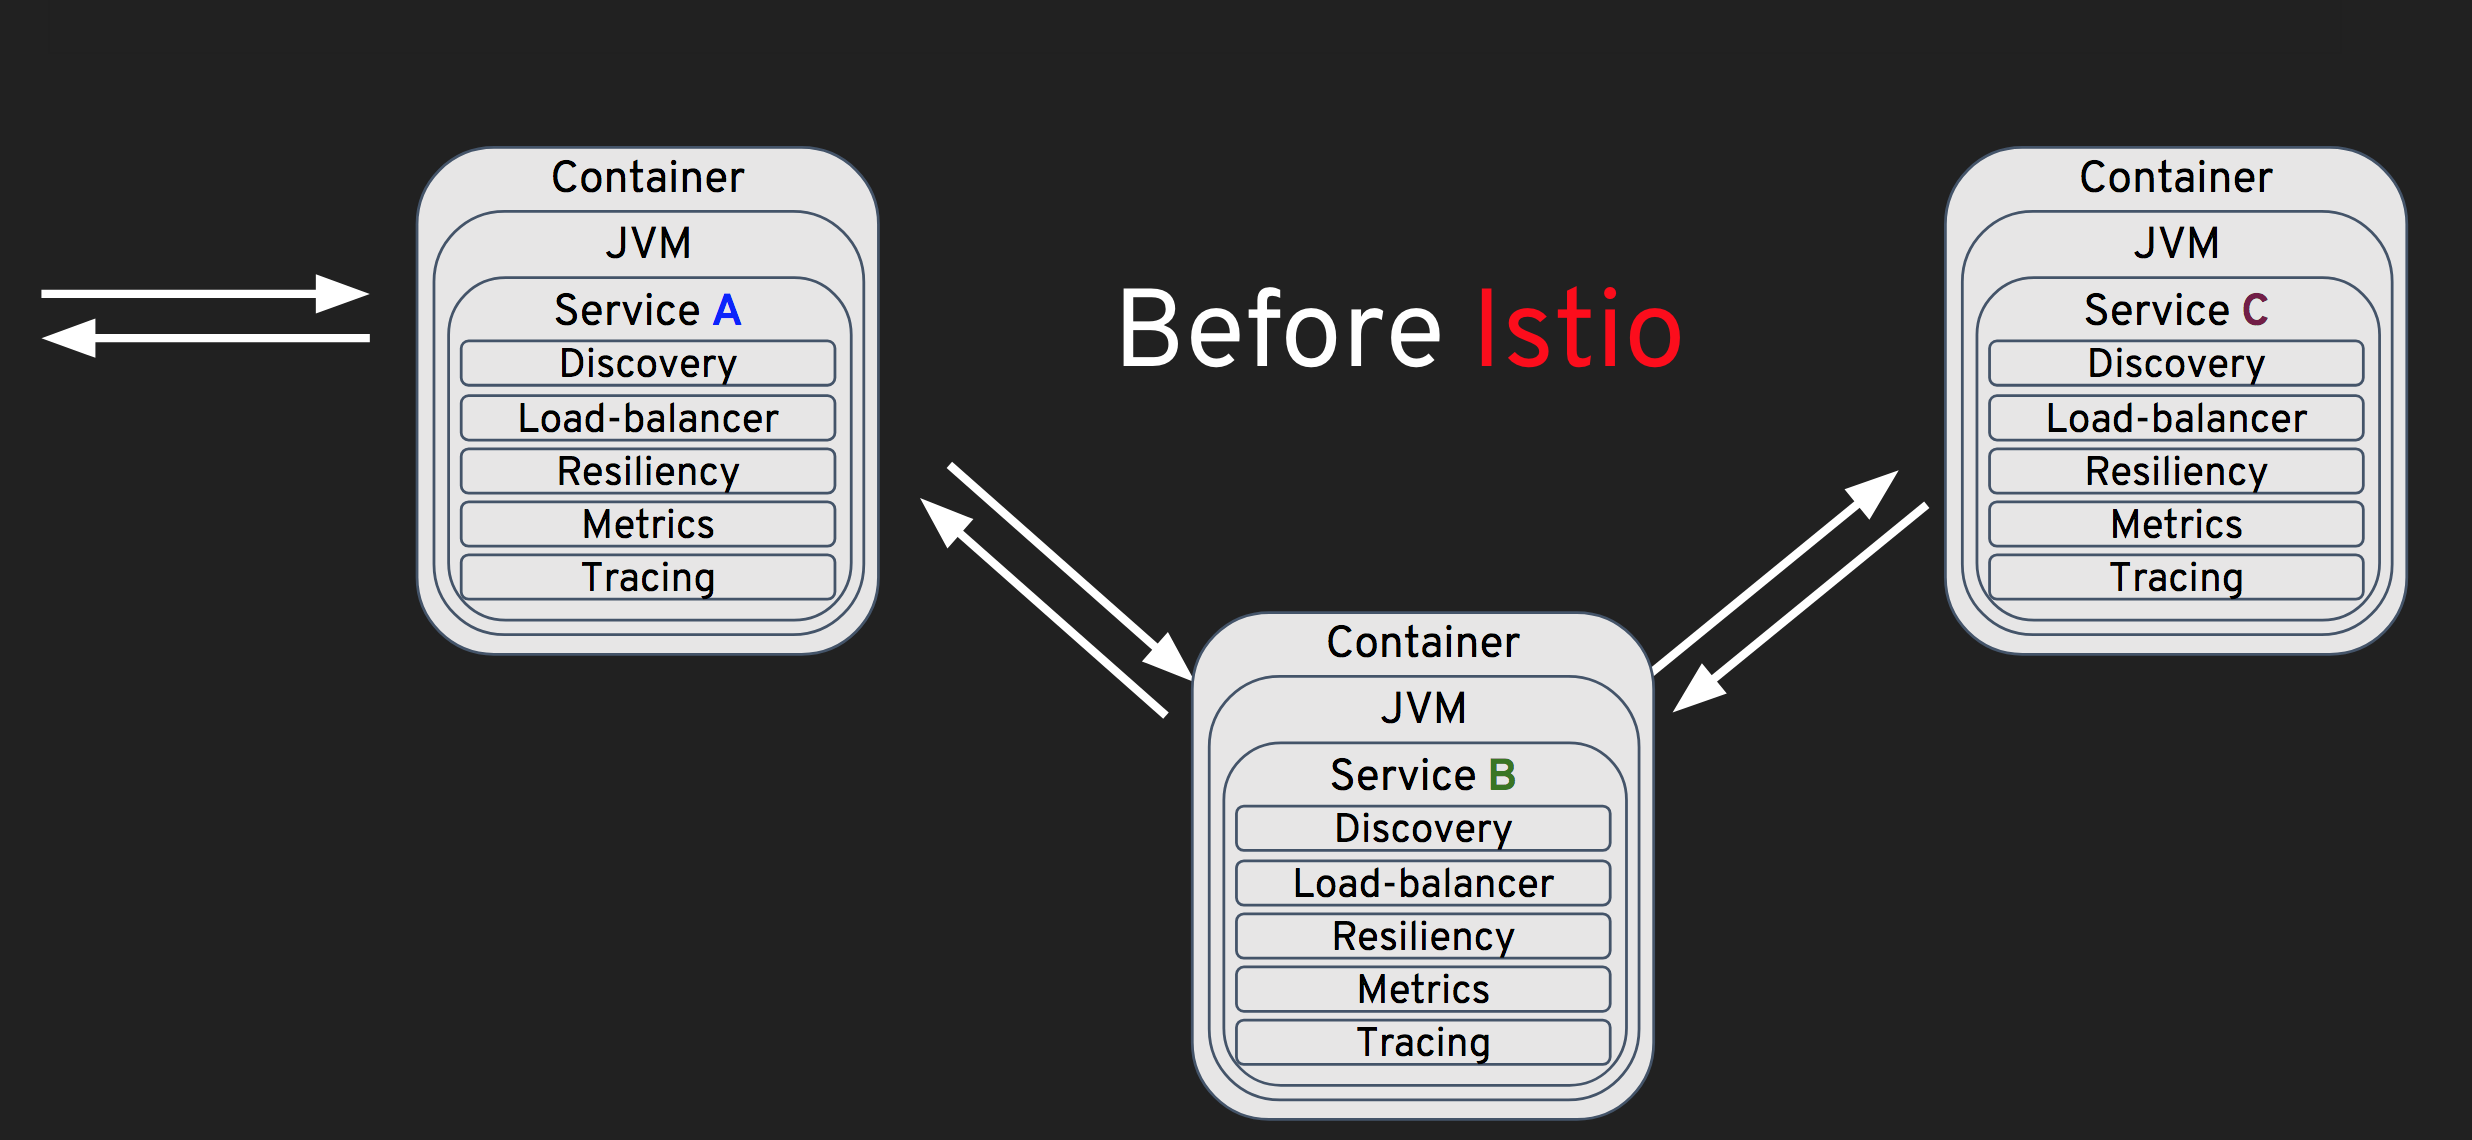 Before Istio
Container
JVM
Service A
Discovery
Load-balancer
Resiliency
Metrics
Tracing
Container
JVM
Service B
Discovery
Load-balancer
Resiliency
Metrics
Tracing
Container
JVM
Service C
Discovery
Load-balancer
Resiliency
Metrics
Tracing